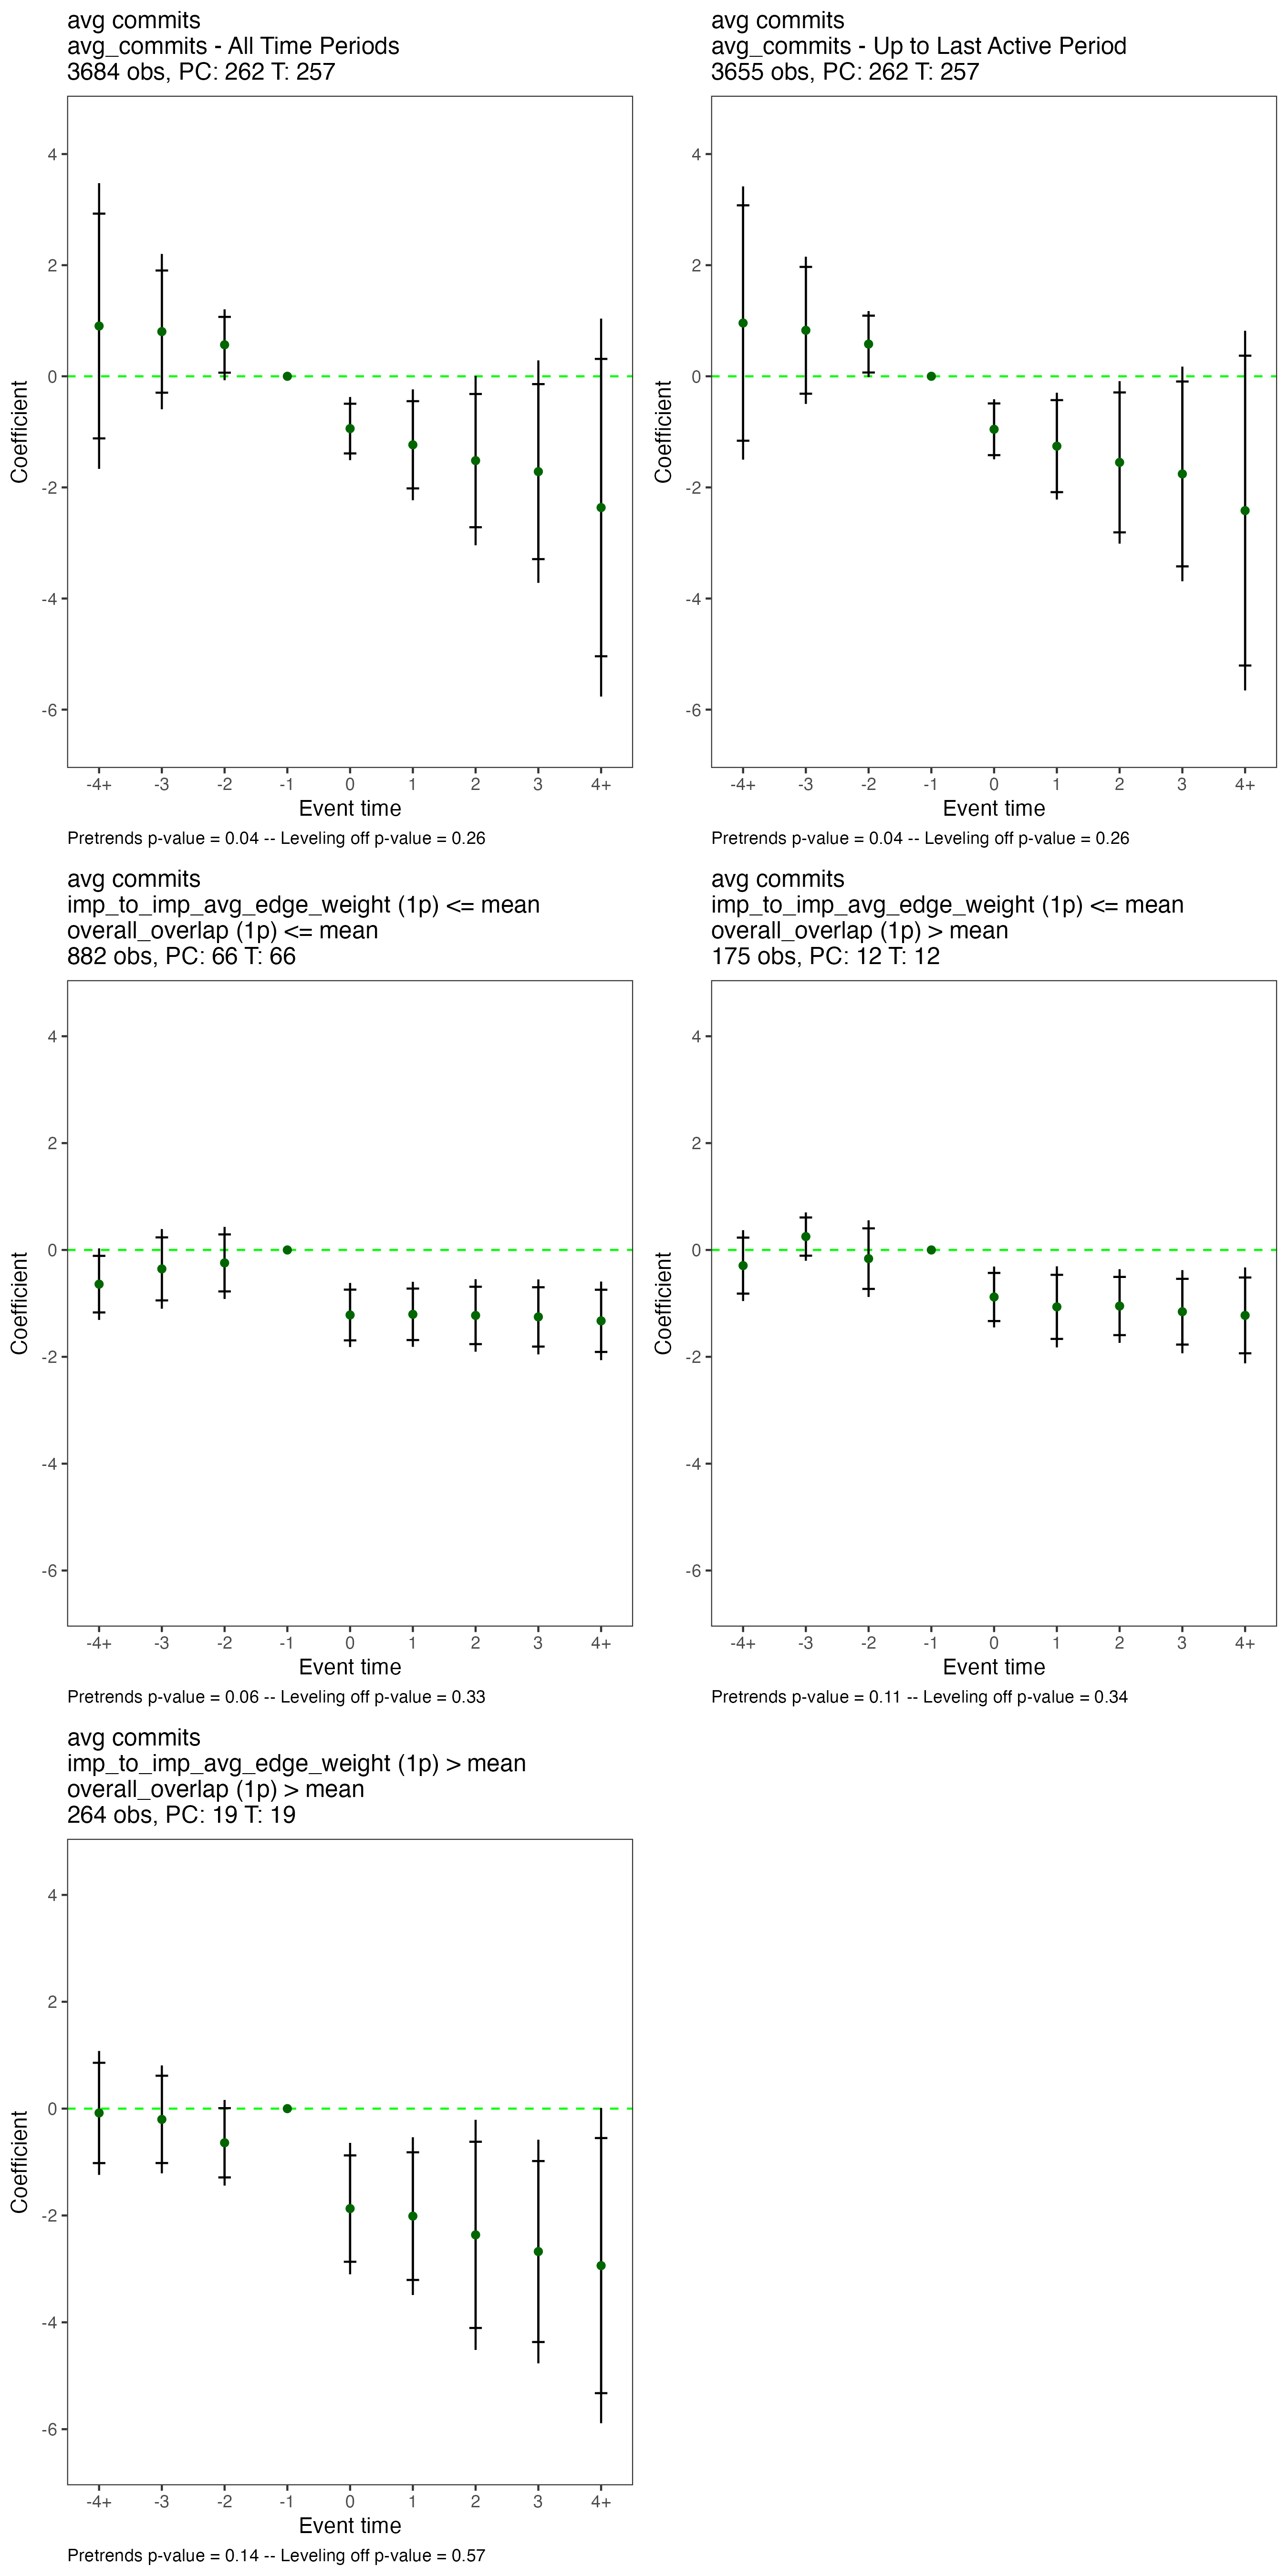 avg commits
avg_commits - All Time Periods
3684 obs, PC: 262 T: 257
4
2
0
-2
-4
-6
Coefficient
-4+ -3 -2 -1 0 1 2 3 4+
Event time
Pretrends p-value = 0.04 -- Leveling off p-value = 0.26
avg commits
avg_commits - Up to Last Active Period
3655 obs, PC: 262 T: 257
4
2
0
-2
-4
-6
Coefficient
-4+ -3 -2 -1 0 1 2 3 4+
Event time
Pretrends p-value = 0.04 -- Leveling off p-value = 0.26
avg commits
imp_to_imp_avg_edge_weight (1p) <= mean
overall_overlap (1p) <= mean
882 obs, PC: 66 T: 66
4
2
0
-2
-4
-6
Coefficient
-4+ -3 -2 -1 0 1 2 3 4+
Event time
Pretrends p-value = 0.06 -- Leveling off p-value = 0.33
avg commits
imp_to_imp_avg_edge_weight (1p) <= mean
overall_overlap (1p) > mean
175 obs, PC: 12 T: 12
4
2
0
-2
-4
-6
Coefficient
-4+ -3 -2 -1 0 1 2 3 4+
Event time
Pretrends p-value = 0.11 -- Leveling off p-value = 0.34
avg commits
imp_to_imp_avg_edge_weight (1p) > mean
overall_overlap (1p) > mean
264 obs, PC: 19 T: 19
4
2
0
-2
-4
-6
Coefficient
-4+ -3 -2 -1 0 1 2 3 4+
Event time
Pretrends p-value = 0.14 -- Leveling off p-value = 0.57